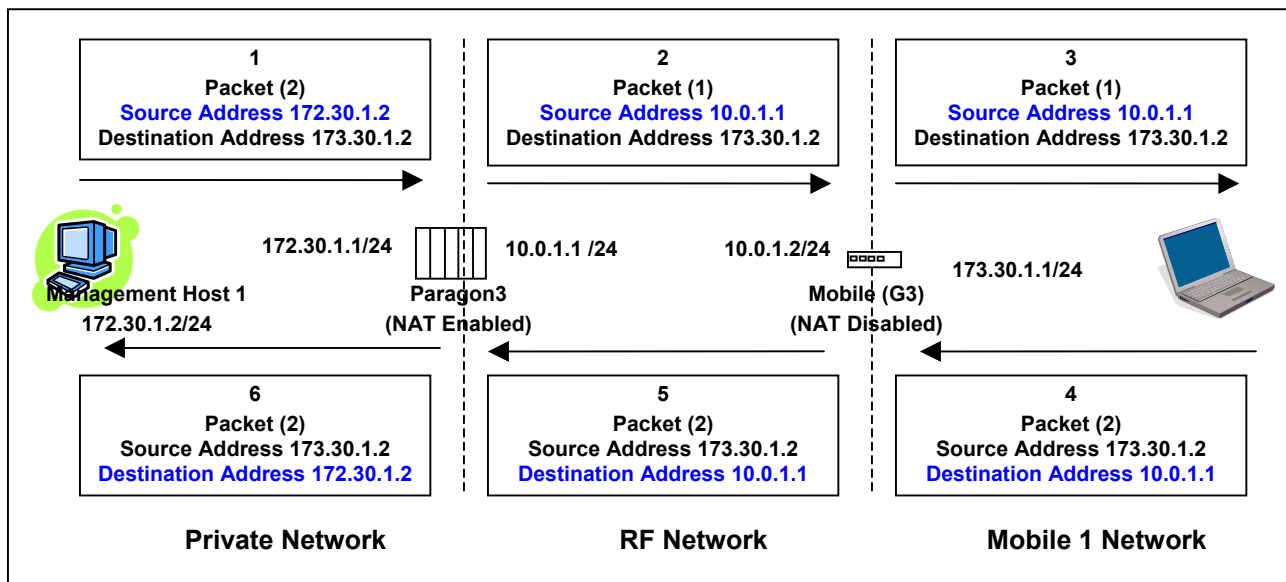 1
Packet (2)
Source Address 172.30.1.2
Destination Address 173.30.1.2
2
Packet (1)
Source Address 10.0.1.1
Destination Address 173.30.1.2
3
Packet (1)
Source Address 10.0.1.1
Destination Address 173.30.1.2
172.30.1.1/24
10.0.1.1 /24
10.0.1.2/24
173.30.1.1/24
Management Host 1
172.30.1.2/24
Paragon3
(NAT Enabled)
Mobile (G3)
(NAT Disabled)
6
Packet (2)
Source Address 173.30.1.2
Destination Address 172.30.1.2
5
Packet (2)
Source Address 173.30.1.2
Destination Address 10.0.1.1
4
Packet (2)
Source Address 173.30.1.2
Destination Address 10.0.1.1
Private Network
RF Network
Mobile 1 Network